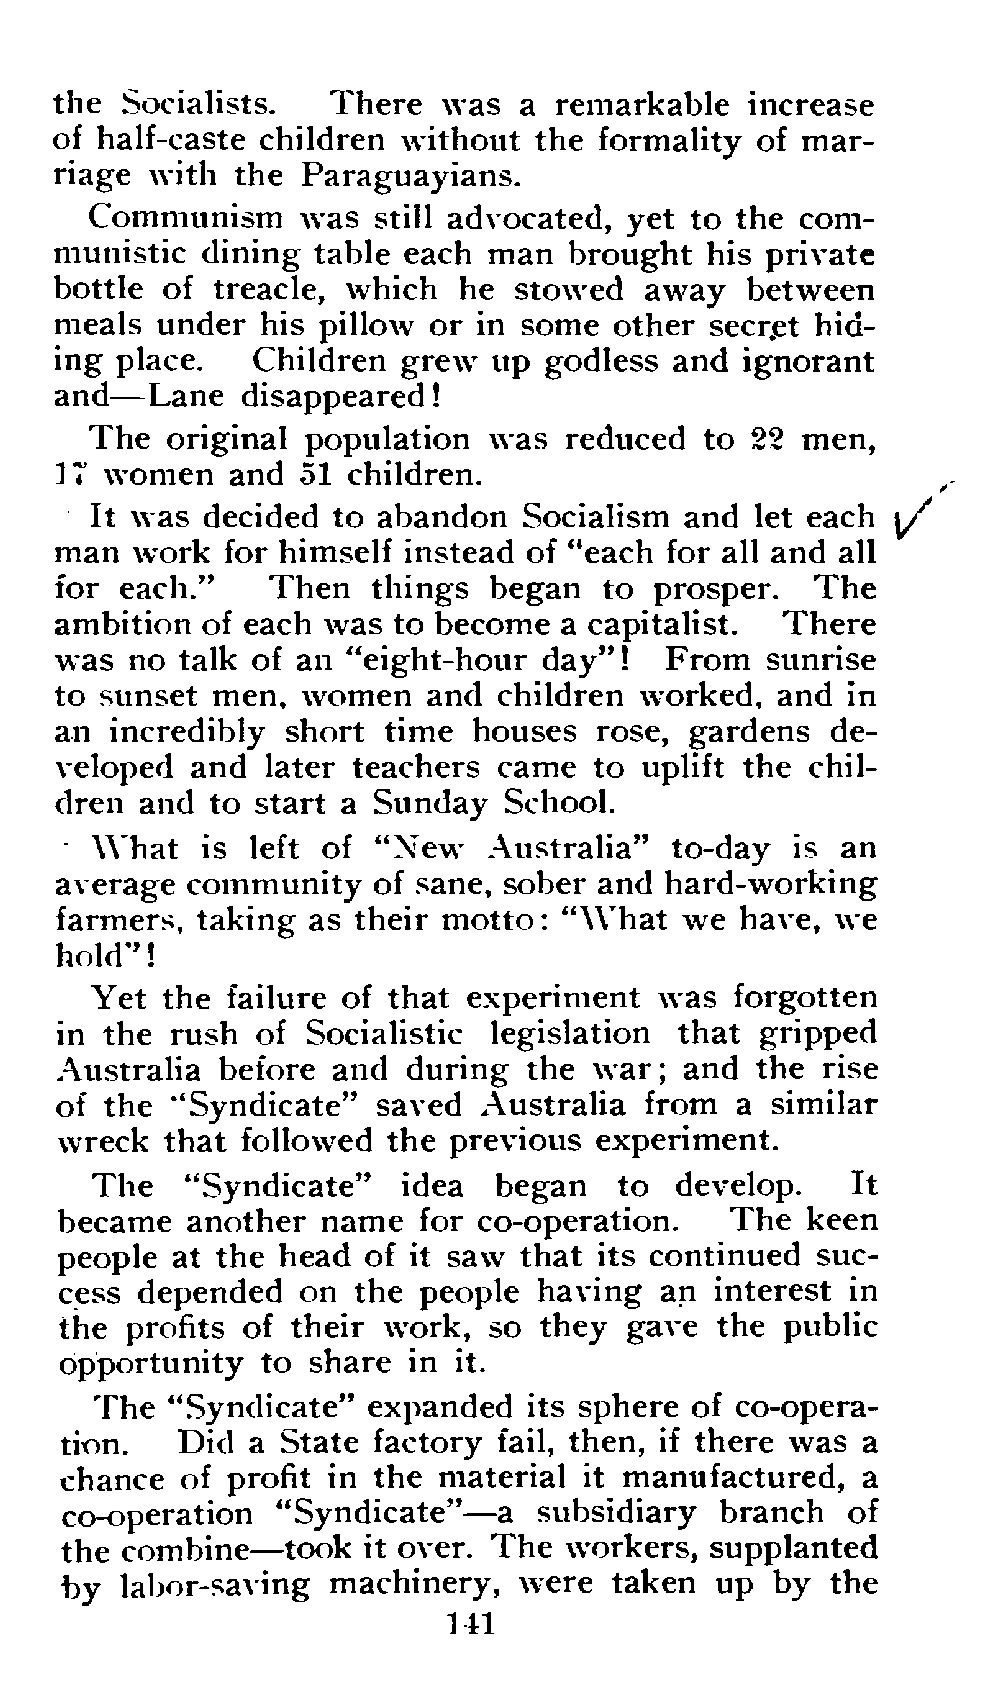 the Socialists. There was a remarkable increase
of half-caste children without the formality of mar-
riage with the Paraguayians.
Communism was still advocated, yet to the com-
munistic dining table each man brought his private
bottle of treacle, which he stowed away between
meals under his pillow or in some other secret hid-
ing place. Children grew up godless and ignorant
and—Lane disappeared!
The original population was reduced to 22 men,
17 women and 51 children.
It was decided to abandon Socialism and let each
man work for himself instead of “each for all and all
for each.” Then things began to prosper. The
ambition of each was to become a capitalist. There
was no talk of an “eight-hour day”! From sunrise
to sunset men, women and children worked, and in
an incredibly short time houses rose, gardens de-
veloped and later teachers came to uplift the chil-
dren and to start a Sunday School.
What is left of “New Australia” to-day is an
average community of sane, sober and hard-working
farmers, taking as their motto: “What we have, we
hold”!
Yet the failure of that experiment was forgotten
in the rush of Socialistic legislation that gripped
Australia before and during the war; and the rise
of the “Syndicate” saved Australia from a similar
wreck that followed the previous experiment.
The “Syndicate” idea began to develop. It
became another name for co-operation. The keen
people at the head of it saw that its continued suc-
cess depended on the people having an interest in
the profits of their work, so they gave the public
opportunity to share in it.
The “Syndicate” expanded its sphere of co-opera-
tion. Did a State factory fail, then, if there was a
chance of profit in the material it manufactured, a
co-operation “Syndicate”—a subsidiary branch of
the combine—took it over. The workers, supplanted
by labor-saving machinery, were taken up by the
141